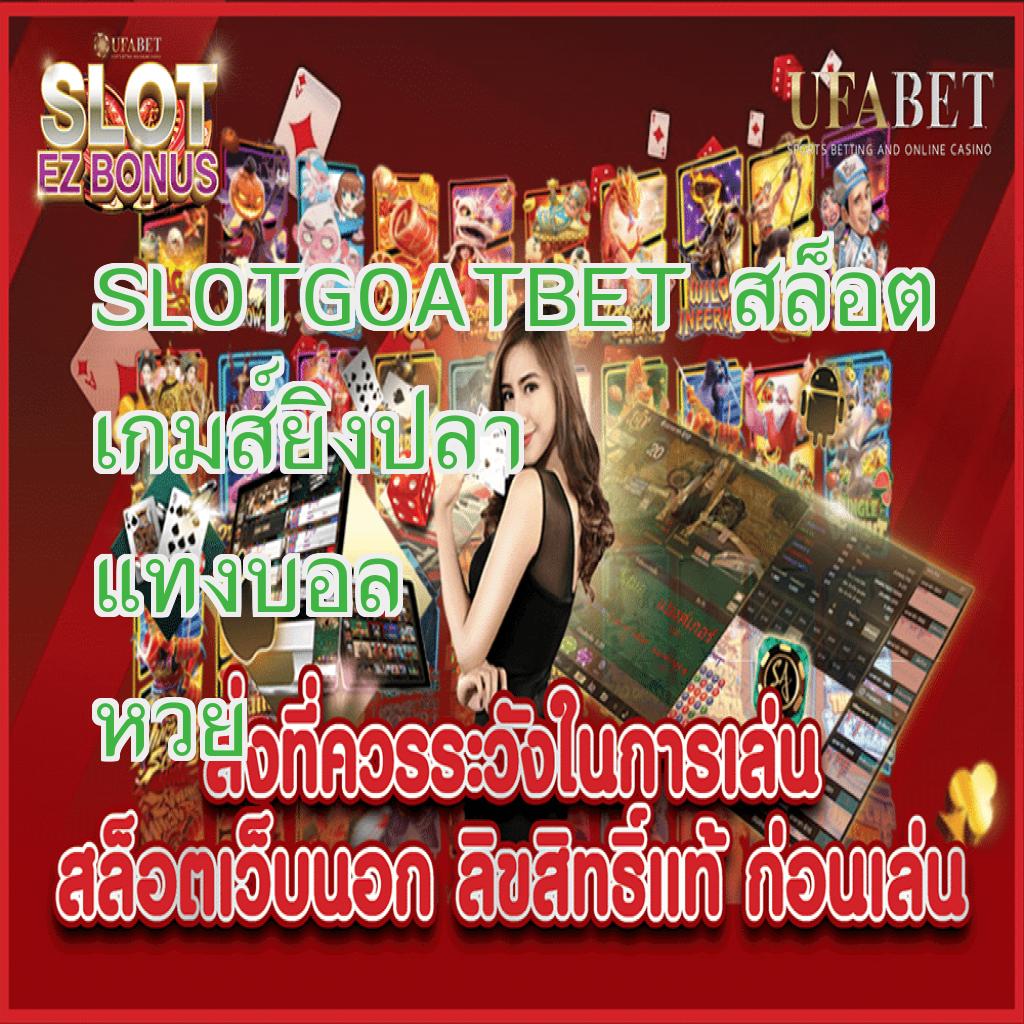 UFABET
SLOT
EZ BONUS
UFABET
SPORTS BETTING AND ONLINE CASINO
SLOTGOATBET สล็อต
เกมส์ยิงปลา
แทงบอล
หวย
สิ่งที่ควรระวังในการเล่น
สล็อตเว็บนอก ลิขสิทธิ์แท้ ก่อนเล่น